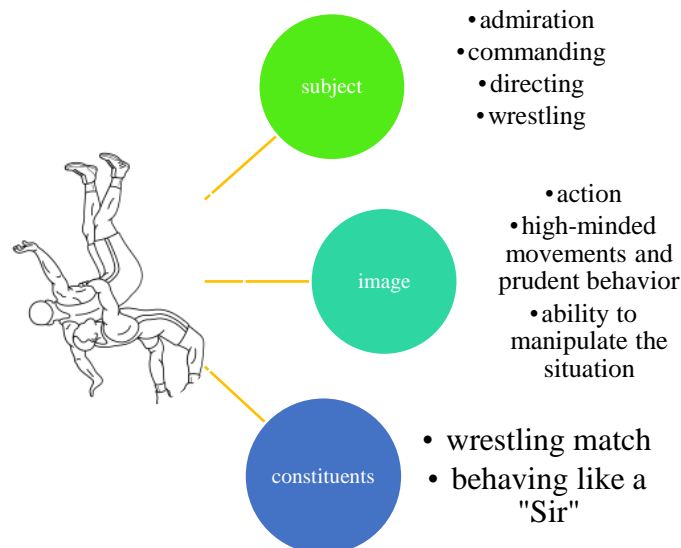 subject
•admiration
•commanding
•directing
•wrestling
image
•action
•high-minded
movements and
prudent behavior
•ability to
manipulate the
situation
constituents
• wrestling match
• behaving like a
"Sir"